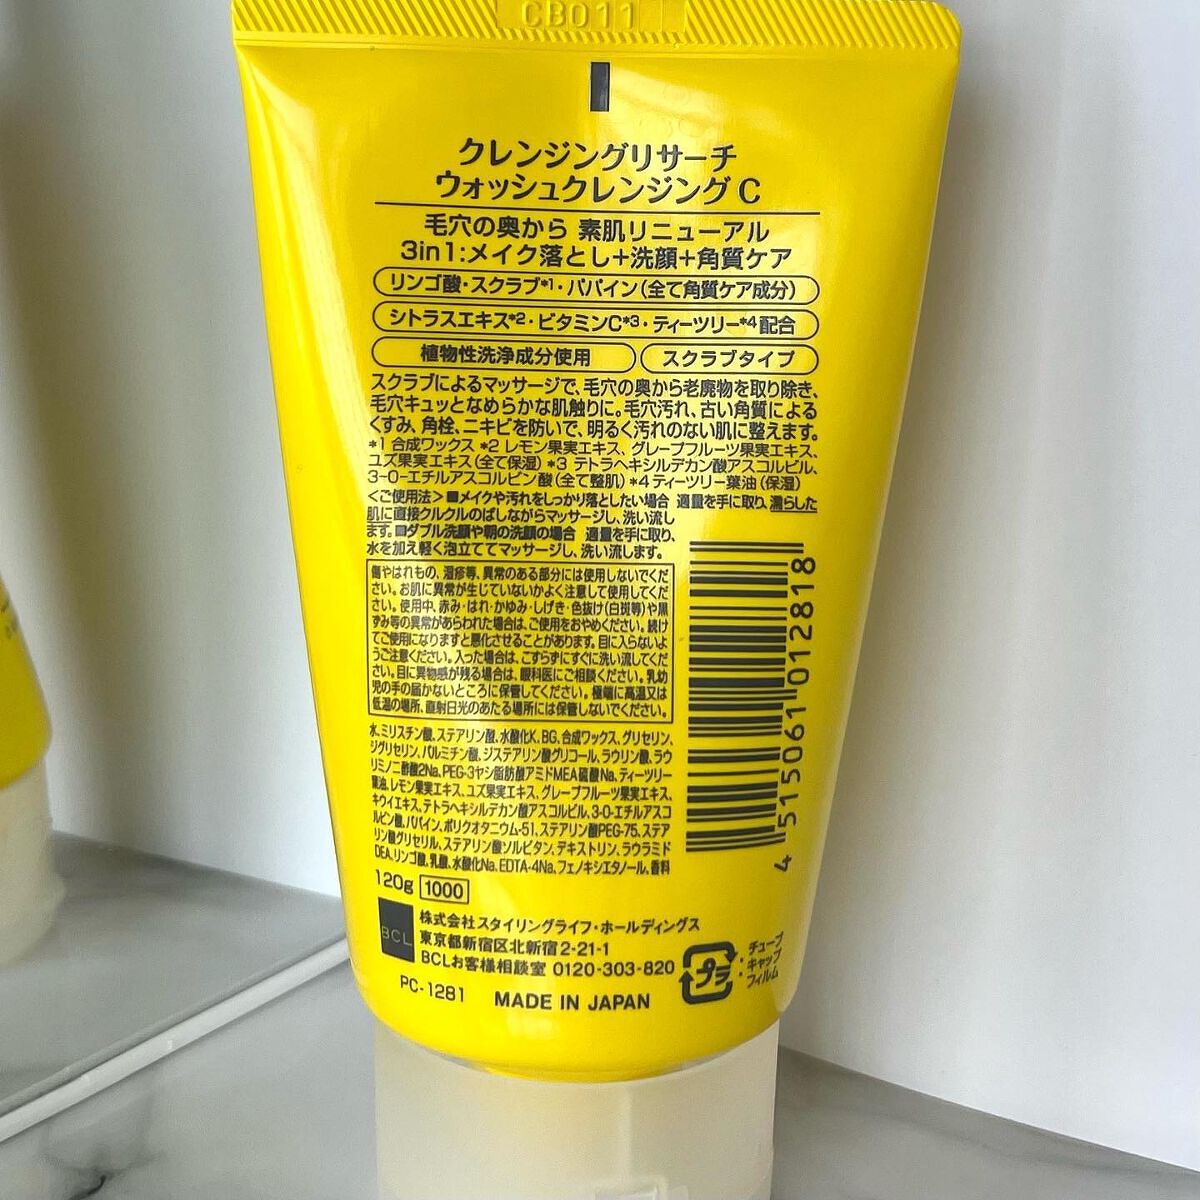 CB011
クレンジングリサーチ
ウォッシュクレンジング C
毛穴の奥から 素肌リニューアル
3in1:メイク落とし+洗顔+角質ケア
リンゴ酸・スクラブ*1・パパイン(全て角質ケア成分)
シトラスエキス*2・ビタミンC*3・ティーツリー*4配合
植物性洗浄成分使用 スクラブタイプ
スクラブによるマッサージで、毛穴の奥から老廃物を取り除き、
毛穴キュッとなめらかな肌触りに。毛穴汚れ、古い角質による
くすみ、角栓、ニキビを防いで、明るく汚れのない肌に整えます。
*1 合成ワックス *2 レモン果実エキス、グレープフルーツ果実エキス、
ユズ果実エキス(全て保湿) *3 テトラヘキシルデカン酸アスコルビル、
3-O-エチルアスコルビン酸(全て整肌) *4 ティーツリー葉油(保湿)
<ご使用法>■メイクや汚れをしっかり落としたい場合 適量を手に取り、濡らした
肌に直接クルクルのばしながらマッサージし、洗い流し
ます。■ダブル洗顔や朝の洗顔の場合 適量を手に取り、
水を加え軽く泡立ててマッサージし、洗い流します。
傷やはれもの、湿疹等、異常のある部分には使用しないでくだ
さい。お肌に異常が生じていないかよく注意して使用してくだ
さい。使用中、赤み・はれ・かゆみ・しげき・色抜け(白斑等)や黒
ずみ等の異常があらわれた場合は、ご使用をおやめください。続け
てご使用になりますと悪化させることがあります。目に入らないよ
うご注意ください。入った場合は、こすらずにすぐに洗い流してくだ
さい。目に異物感が残る場合は、眼科医にご相談ください。乳幼
児の手の届かないところに保管してください。極端に高温又は
低温の場所、直射日光のあたる場所には保管しないでください。
水、ミリスチン酸、ステアリン酸、水酸化K、BG、合成ワックス、グリセリン、
ジグリセリン、パルミチン酸、ジステアリン酸グリコール、ラウリン酸、ラウ
リミノ二酢酸2Na、PEG-3ヤシ脂肪酸アミドMEA硫酸Na、ティーツリー
葉油、レモン果実エキス、ユズ果実エキス、グレープフルーツ果実エキス、
キウイエキス、テトラヘキシルデカン酸アスコルビル、3-O-エチルアスコ
ルビン酸、パパイン、ポリクオタニウム-51、ステアリン酸PEG-75、ステア
リン酸グリセリル、ステアリン酸ソルビタン、デキストリン、ラウラミド
DEA、リンゴ酸、乳酸、水酸化Na、EDTA-4Na、フェノキシエタノール、香料
120g 1000
4 515061 012818
BCL
株式会社スタイリングライフ・ホールディングス
東京都新宿区北新宿2-21-1
BCLお客様相談室 0120-303-820
プラ
・チューブ
・キャップ
・フィルム
PC-1281 MADE IN JAPAN